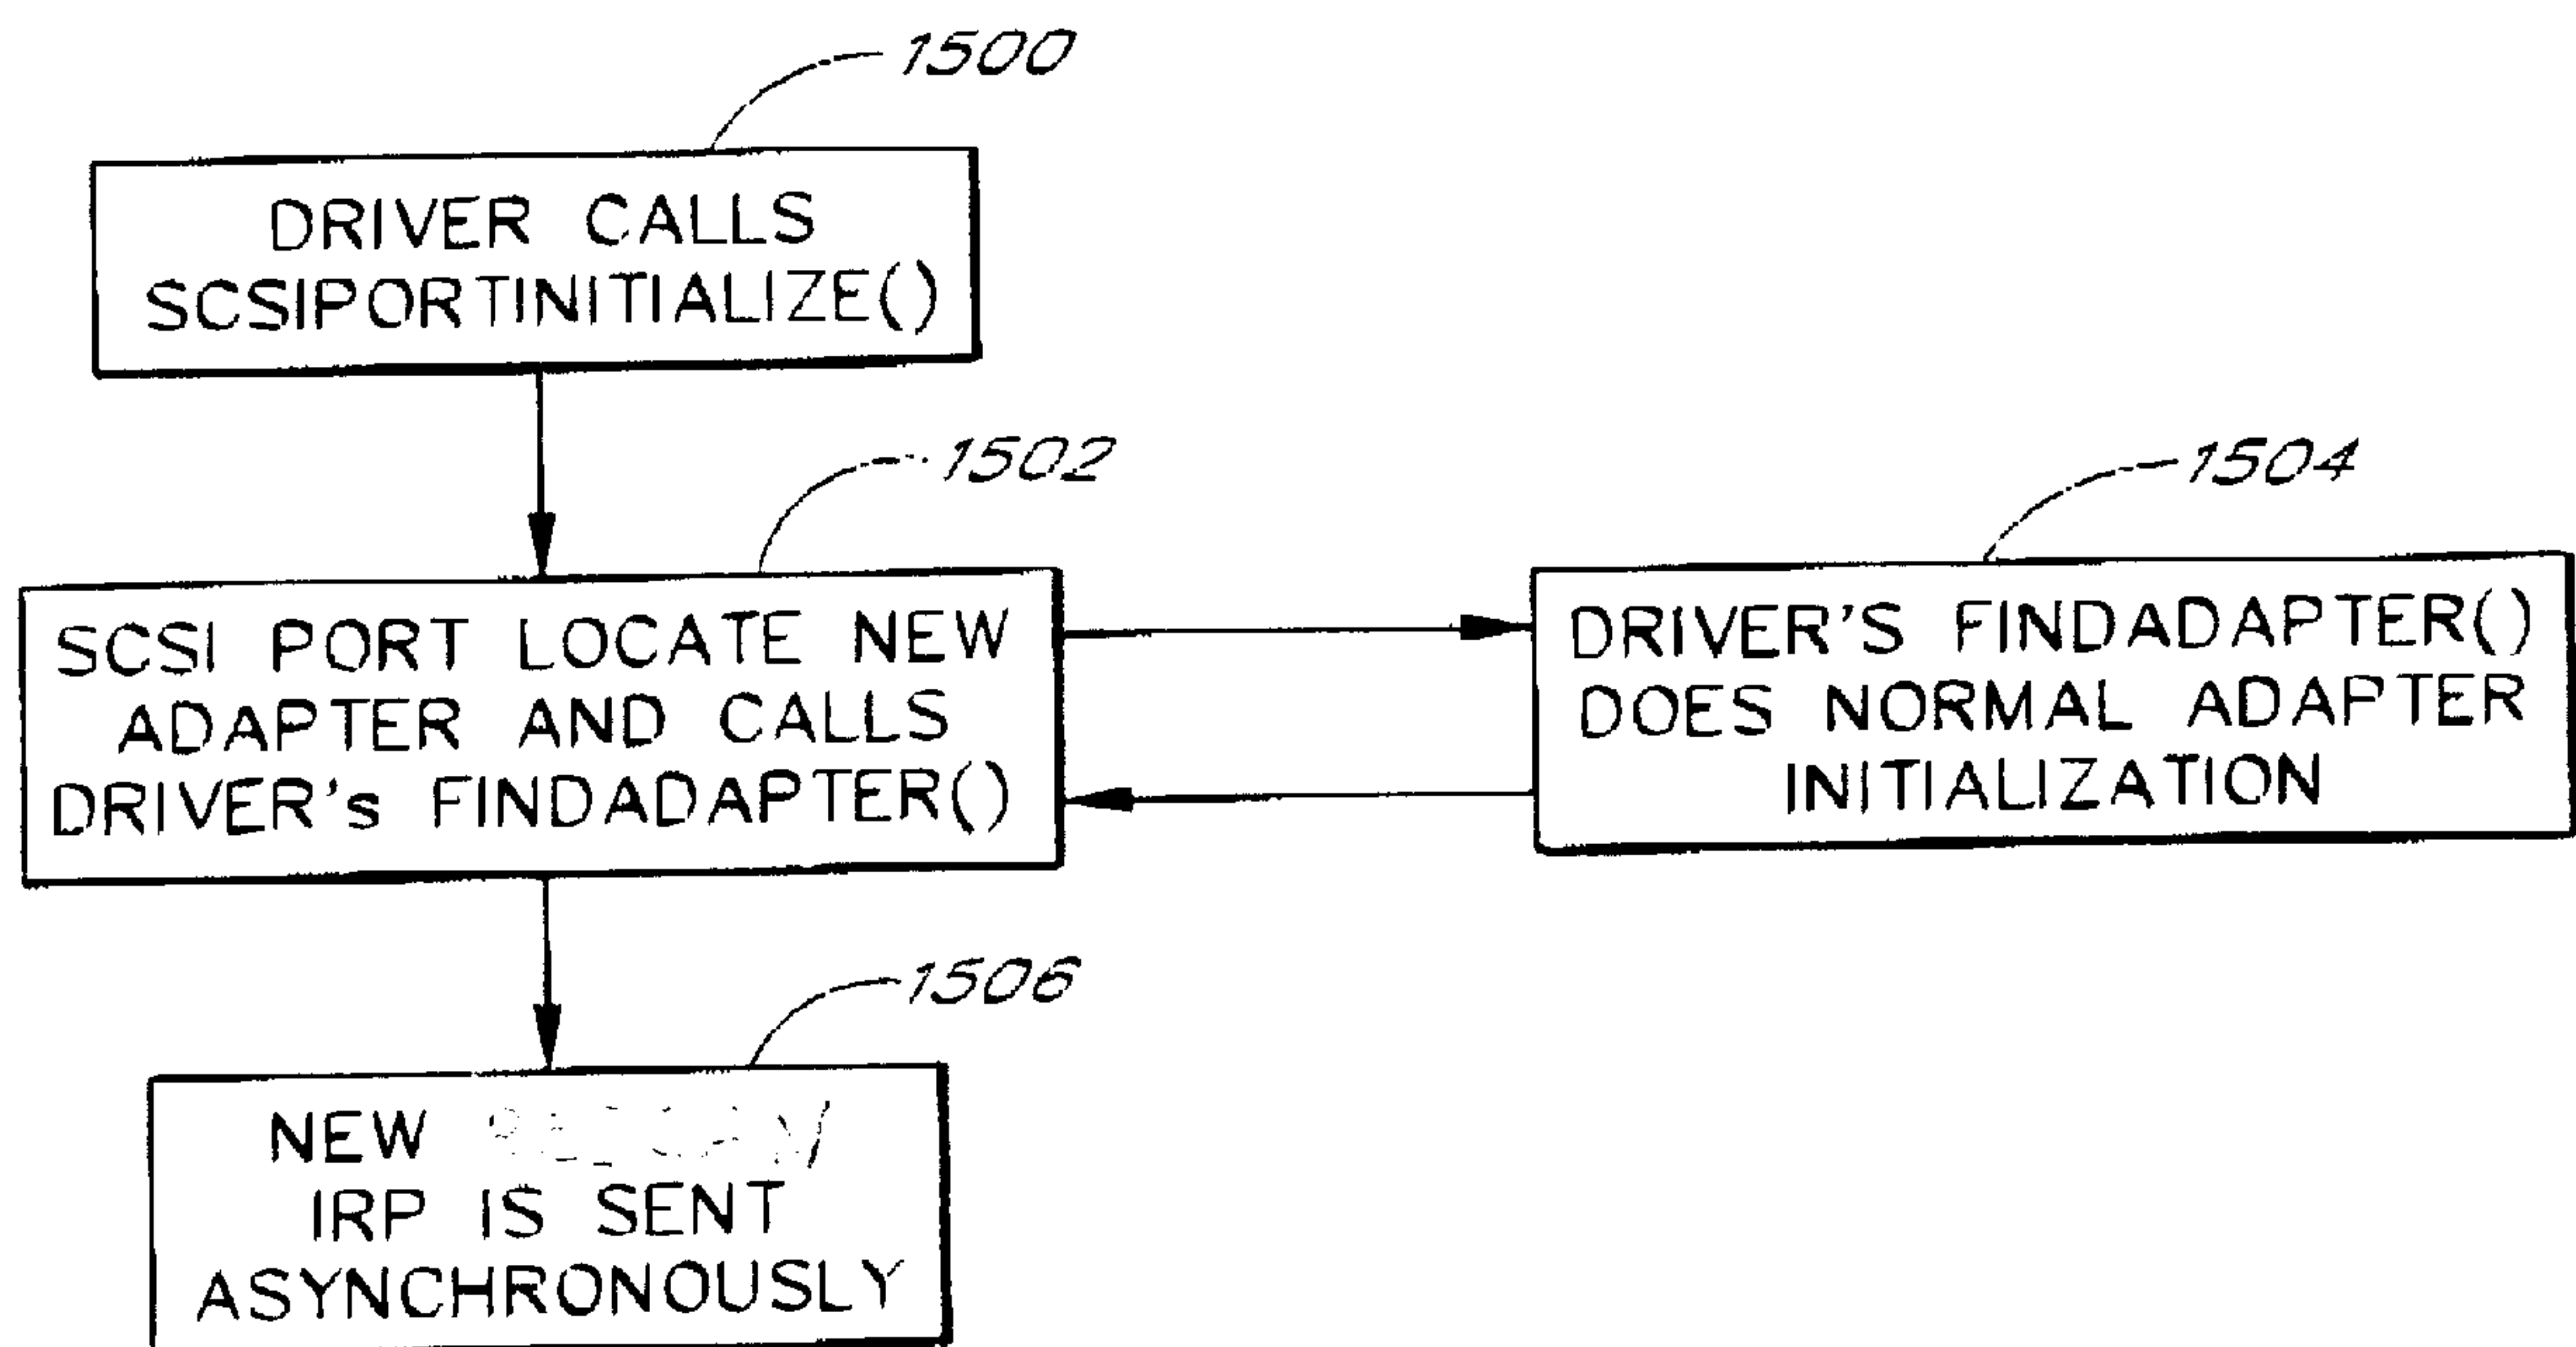 1500
DRIVER CALLS
SCSIPORTINITIALIZE()
1502
SCSI PORT LOCATE NEW
ADAPTER AND CALLS
DRIVER's FINDADAPTER()
1504
DRIVER'S FINDADAPTER()
DOES NORMAL ADAPTER
INITIALIZATION
1506
NEW
IRP IS SENT
ASYNCHRONOUSLY